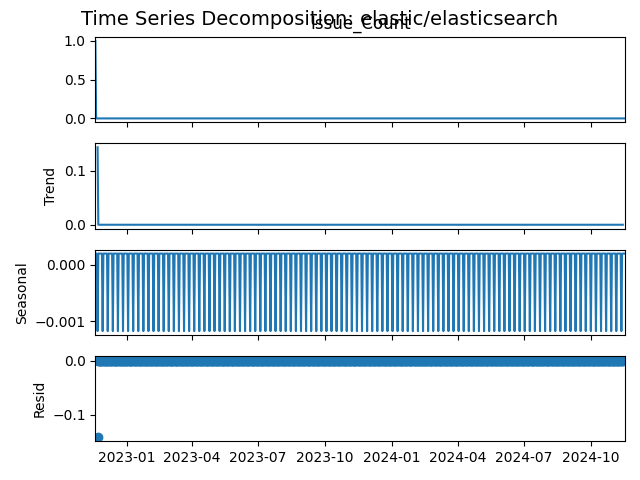 Time Series Decomposition: elastic/elasticsearch
Issue_Count
1.0
0.5
0.0
Trend
0.1
0.0
Seasonal
0.000
−0.001
Resid
0.0
−0.1
2023-01 2023-04 2023-07 2023-10 2024-01 2024-04 2024-07 2024-10